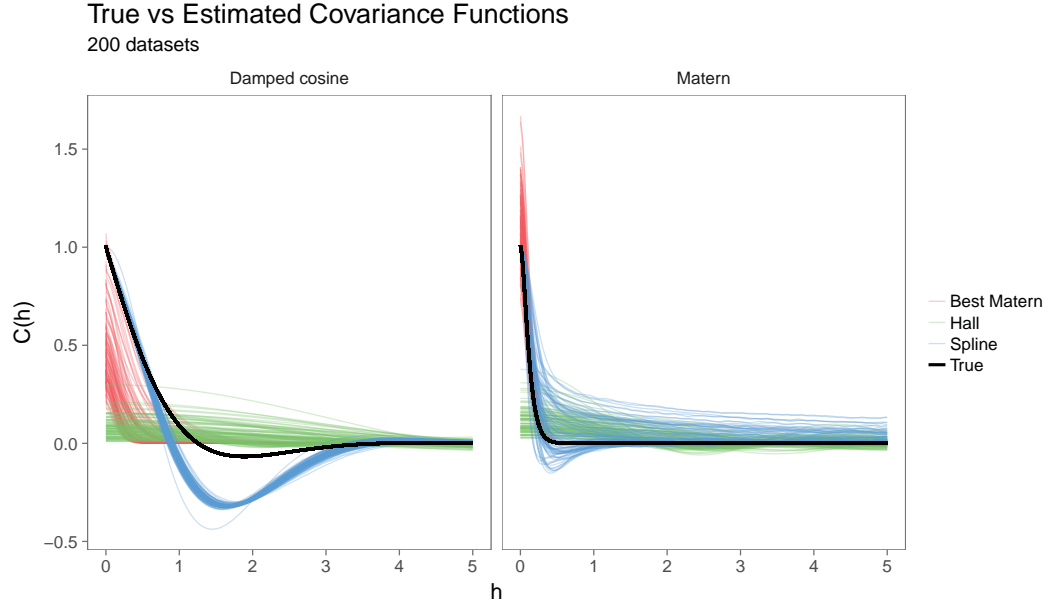 True vs Estimated Covariance Functions
200 datasets
Damped cosine
Matern
1.5
1.0
0.5
0.0
−0.5
C(h)
0 1 2 3 4 5
0 1 2 3 4 5
h
Best Matern
Hall
Spline
True